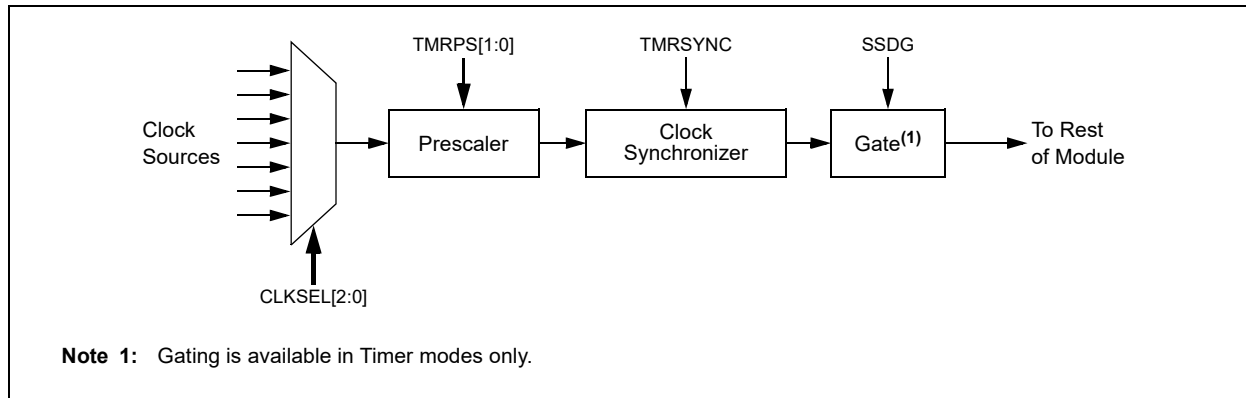 TMRPS[1:0]
TMRSYNC
SSDG
Clock
Sources
Prescaler
Clock
Synchronizer
Gate(1)
To Rest
of Module
CLKSEL[2:0]
Note 1: Gating is available in Timer modes only.